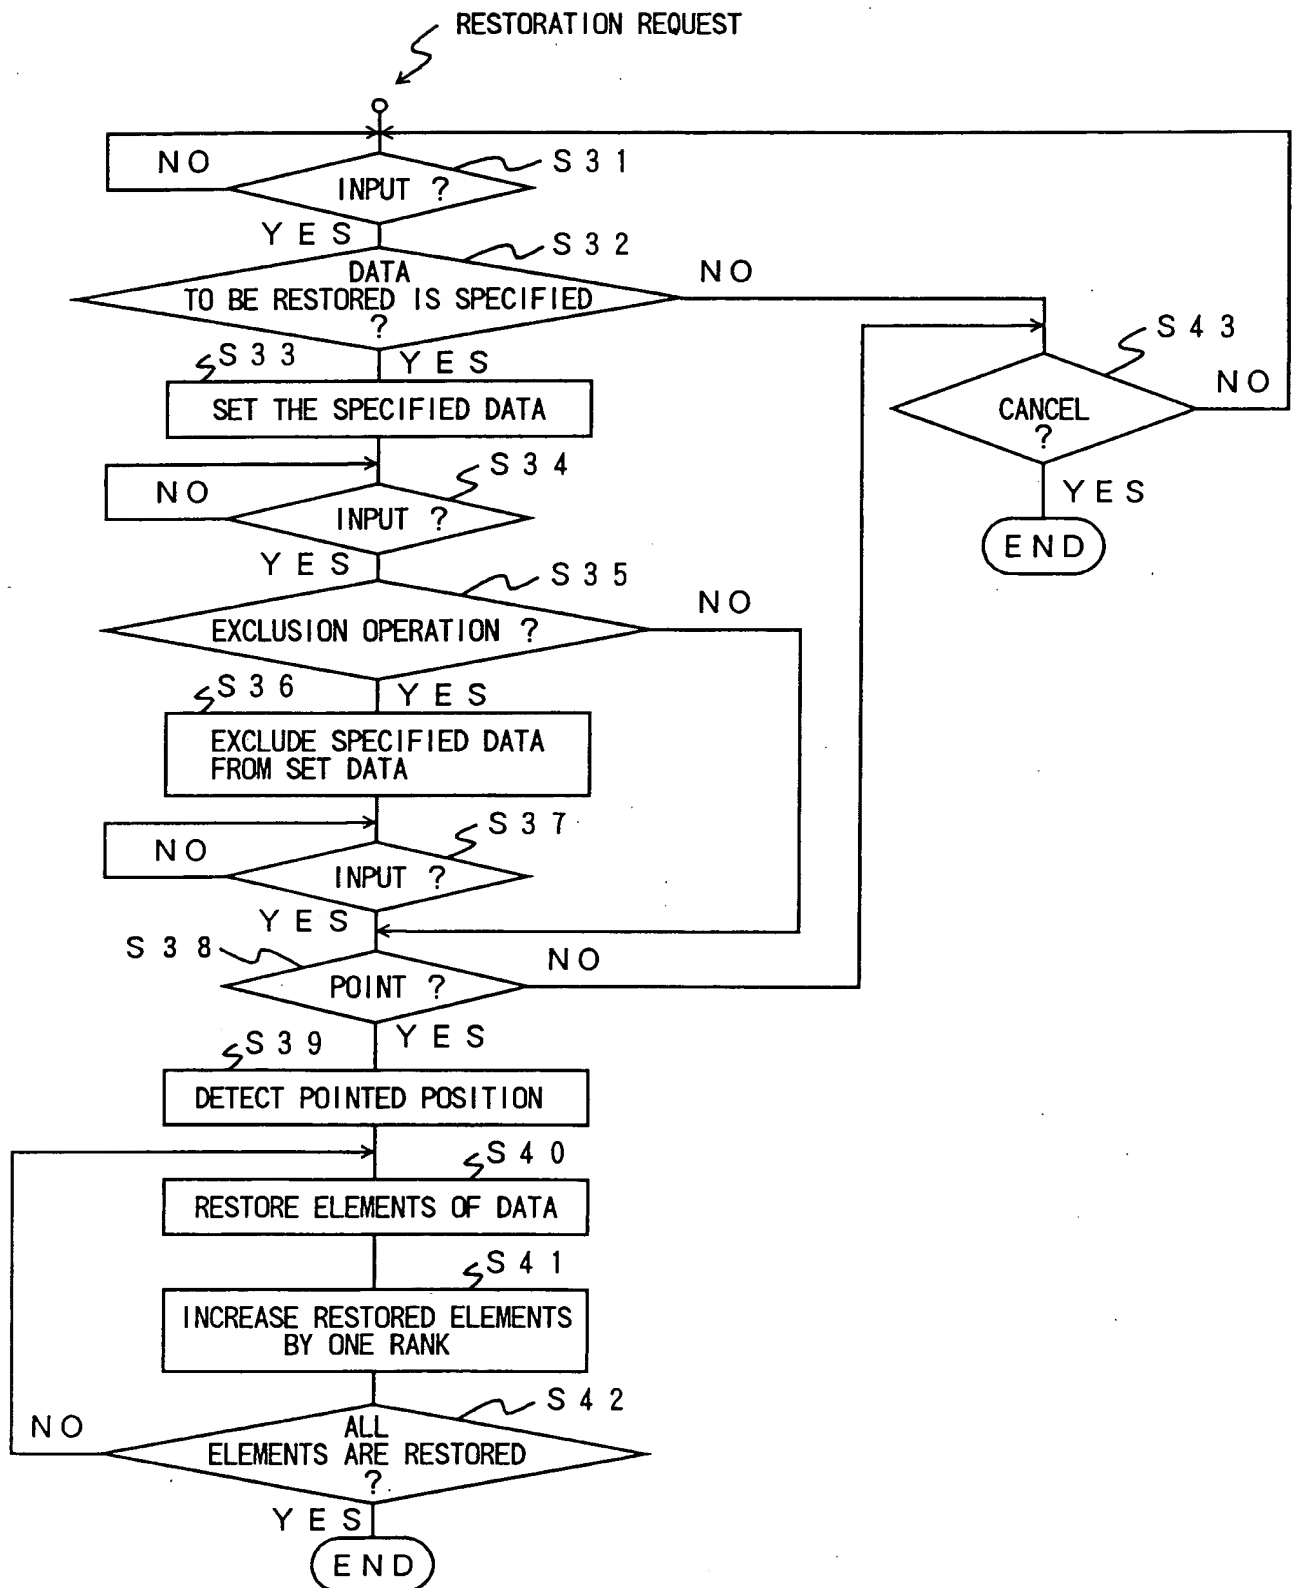 RESTORATION REQUEST
NO
S31
INPUT ?
YES
S32
DATA
TO BE RESTORED IS SPECIFIED
?
NO
S33
YES
SET THE SPECIFIED DATA
S43
CANCEL
?
NO
YES
END
S34
NO
INPUT ?
YES
S35
EXCLUSION OPERATION ?
NO
S36
YES
EXCLUDE SPECIFIED DATA
FROM SET DATA
S37
NO
INPUT ?
YES
S38
POINT ?
NO
YES
S39
DETECT POINTED POSITION
S40
RESTORE ELEMENTS OF DATA
S41
INCREASE RESTORED ELEMENTS
BY ONE RANK
S42
NO
ALL
ELEMENTS ARE RESTORED
?
YES
END